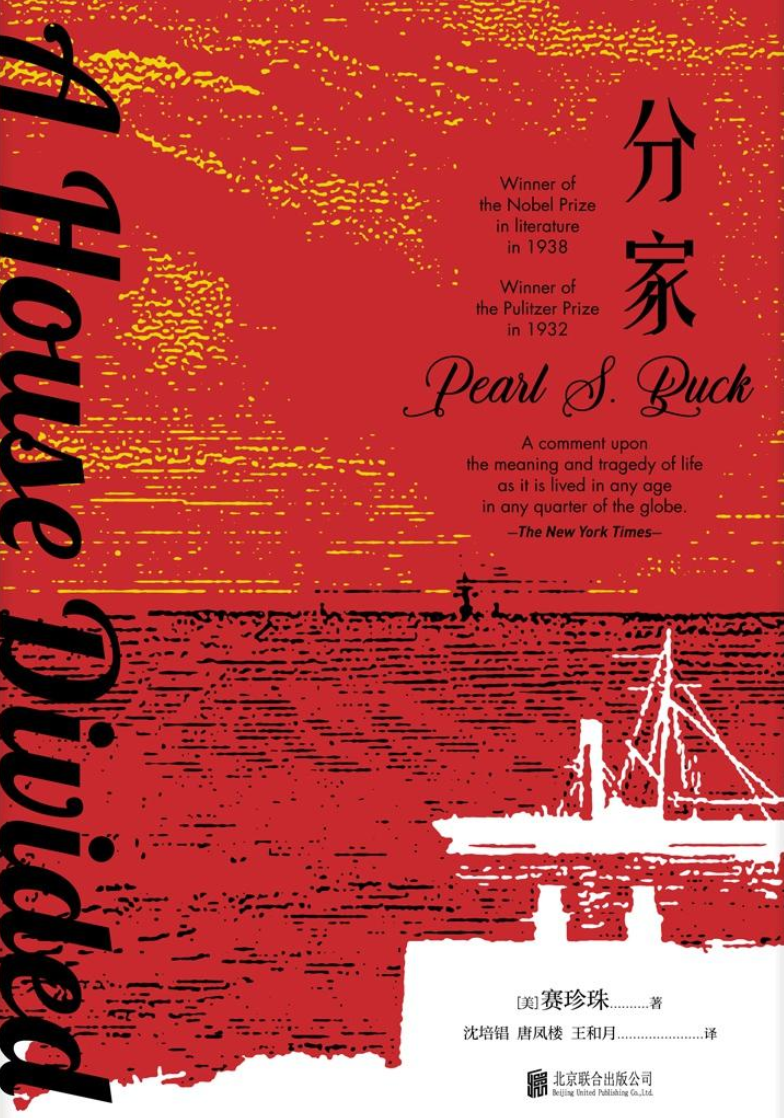 A House Divided
分家
Winner of
the Nobel Prize
in literature
in 1938
Winner of
the Pulitzer Prize
in 1932
Pearl S. Buck
A comment upon
the meaning and tragedy of life
as it is lived in any age
in any quarter of the globe.
—The New York Times—
[美]赛珍珠..........著
沈培锠 唐凤楼 王和月......................译
北京联合出版公司
Beijing United Publishing Co.,Ltd.